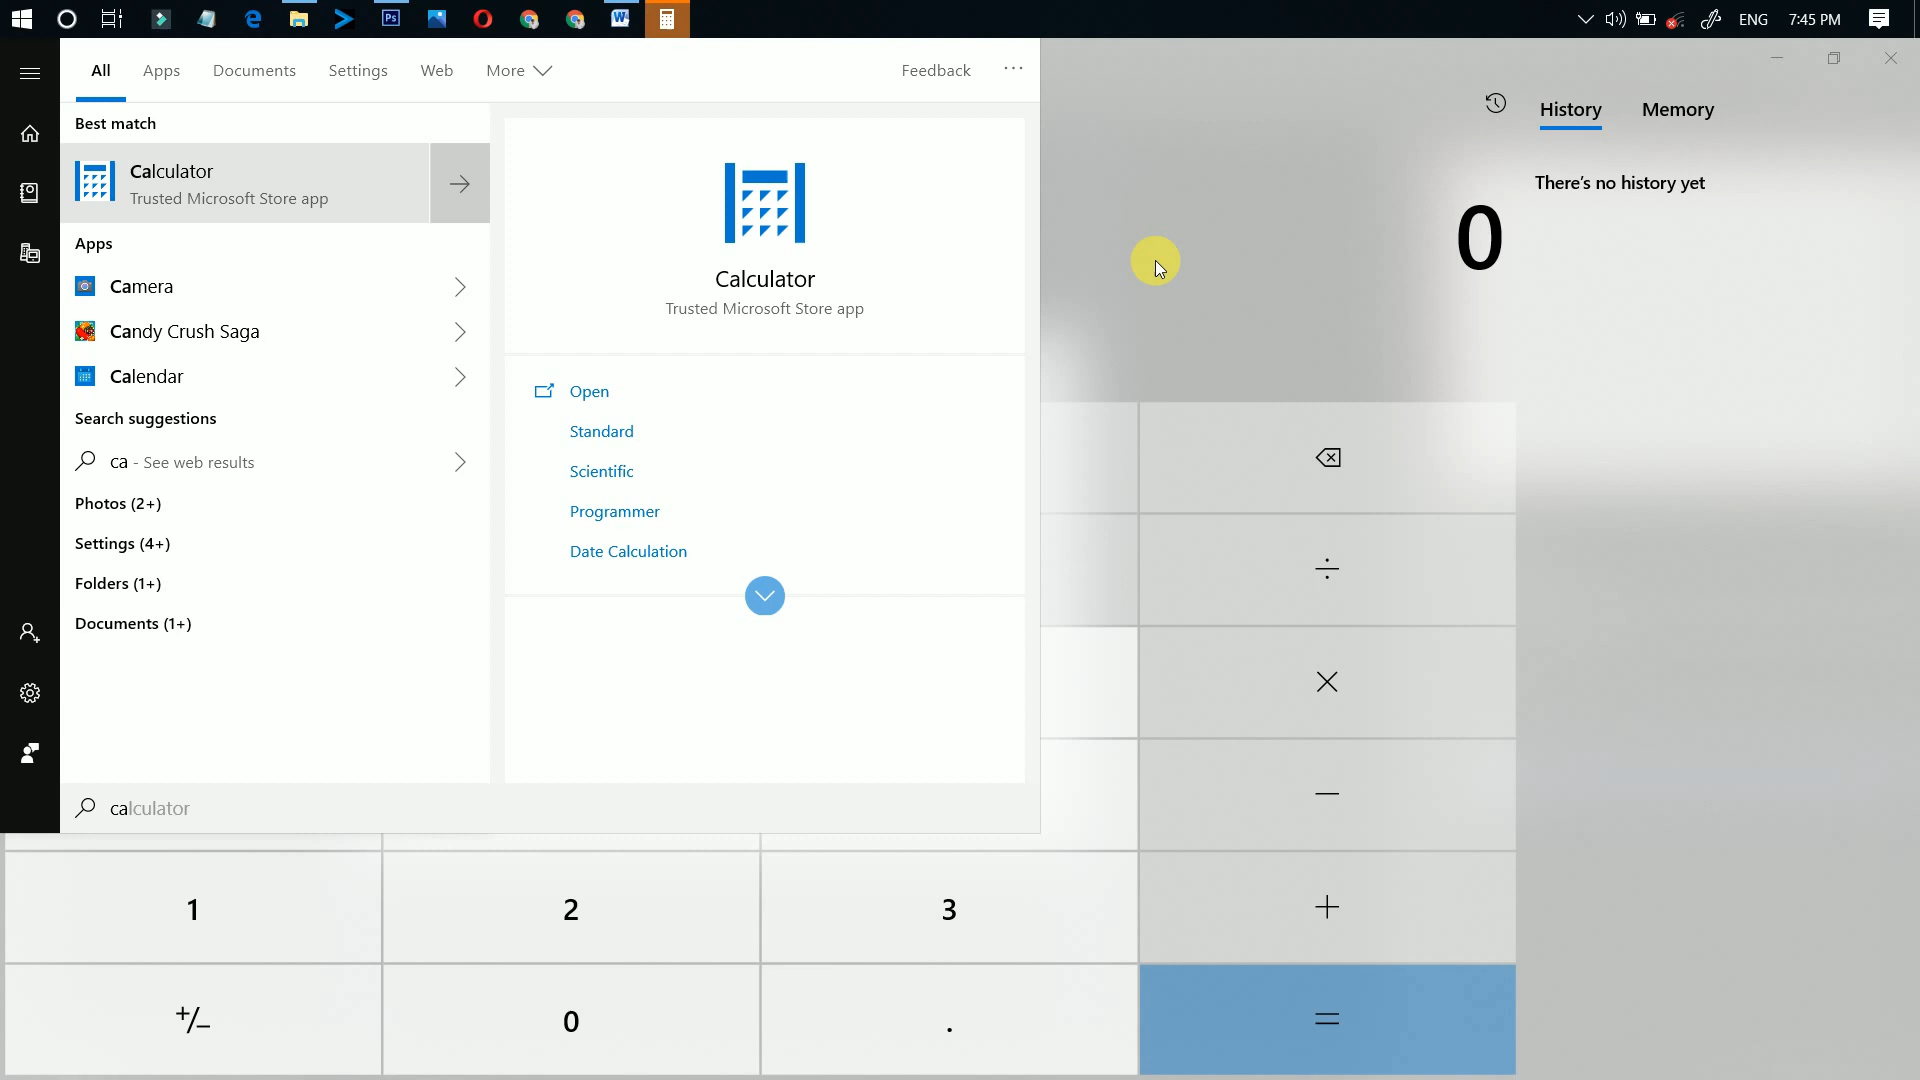 ENG 7:45 PM
All Apps Documents Settings Web More Feedback ...
Best match
Calculator
Trusted Microsoft Store app
Apps
Camera
Candy Crush Saga
Calendar
Search suggestions
ca - See web results
Photos (2+)
Settings (4+)
Folders (1+)
Documents (1+)
calculator
Calculator
Trusted Microsoft Store app
Open
Standard
Scientific
Programmer
Date Calculation
History Memory
There's no history yet
0
÷
×
−
1 2 3 +
+/− 0 . =